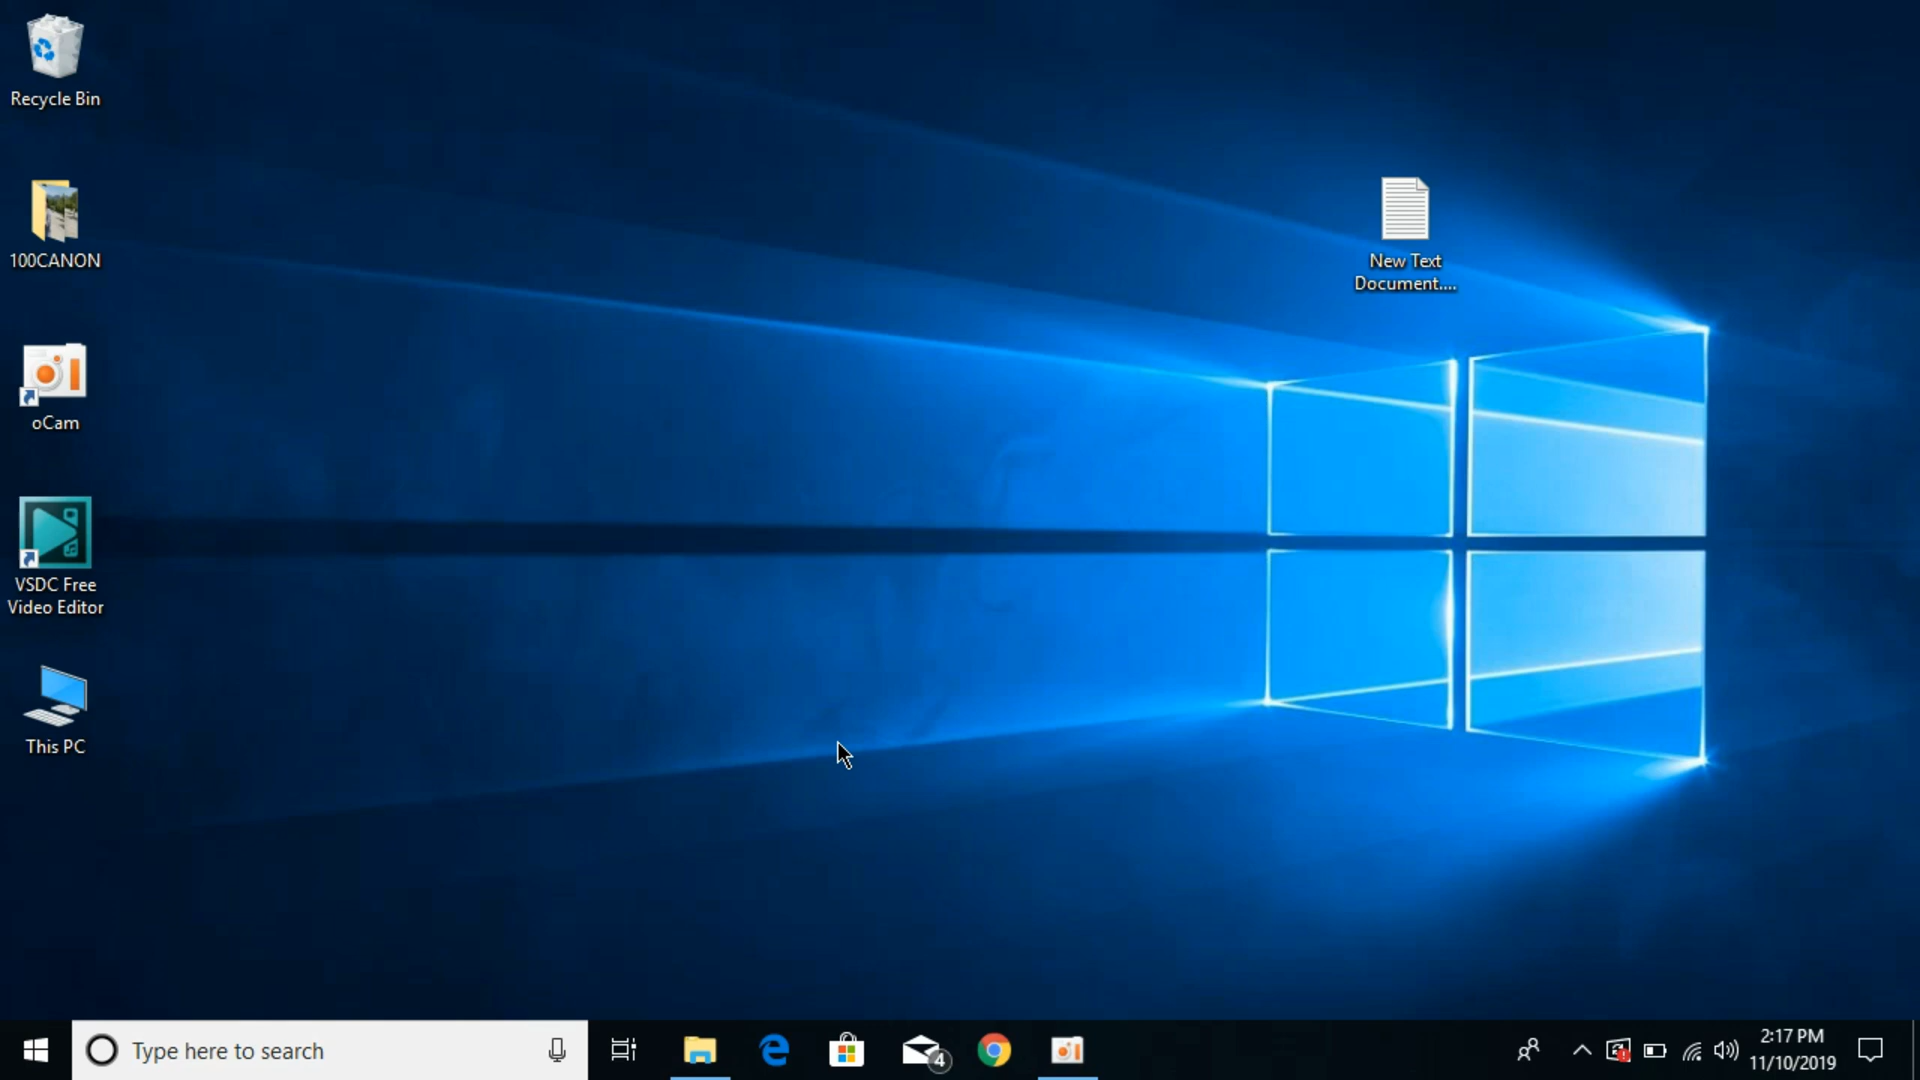 Recycle Bin
100CANON
oCam
VSDC Free
Video Editor
This PC
New Text
Document....
Type here to search
4
2:17 PM
11/10/2019